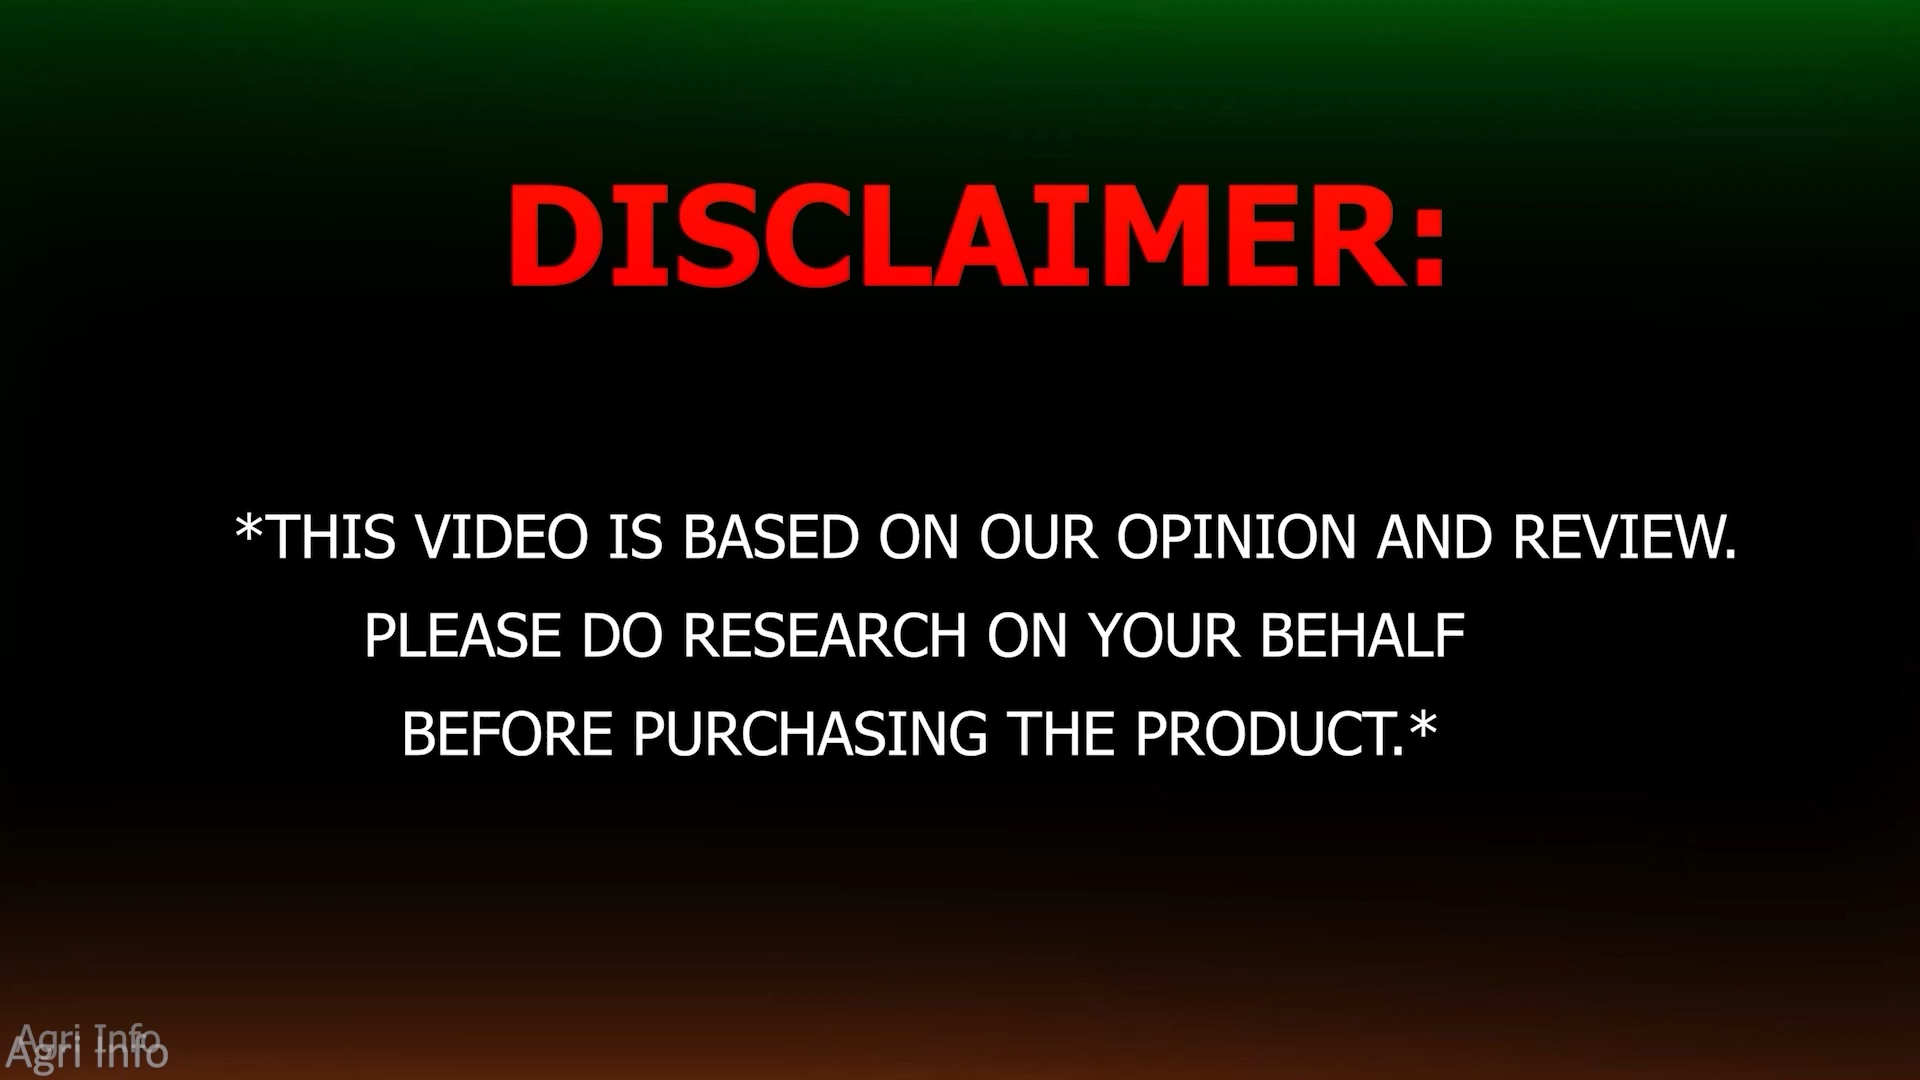 DISCLAIMER:
*THIS VIDEO IS BASED ON OUR OPINION AND REVIEW.
PLEASE DO RESEARCH ON YOUR BEHALF
BEFORE PURCHASING THE PRODUCT.*
Agri Info
Agri Info